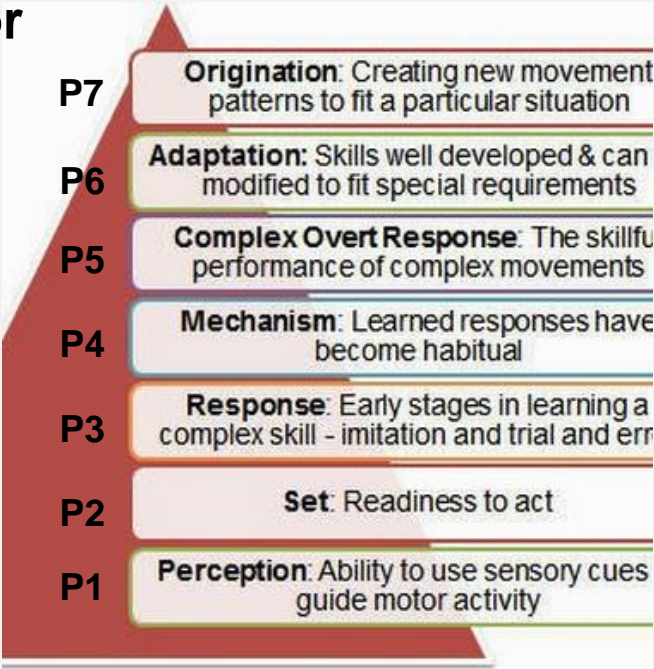 or
P7
Origination: Creating new movement
patterns to fit a particular situation
P6
Adaptation: Skills well developed & can
modified to fit special requirements
P5
Complex Overt Response: The skillfu
performance of complex movements
P4
Mechanism: Learned responses have
become habitual
P3
Response: Early stages in learning a
complex skill - imitation and trial and err
P2
Set: Readiness to act
P1
Perception: Ability to use sensory cues
guide motor activity